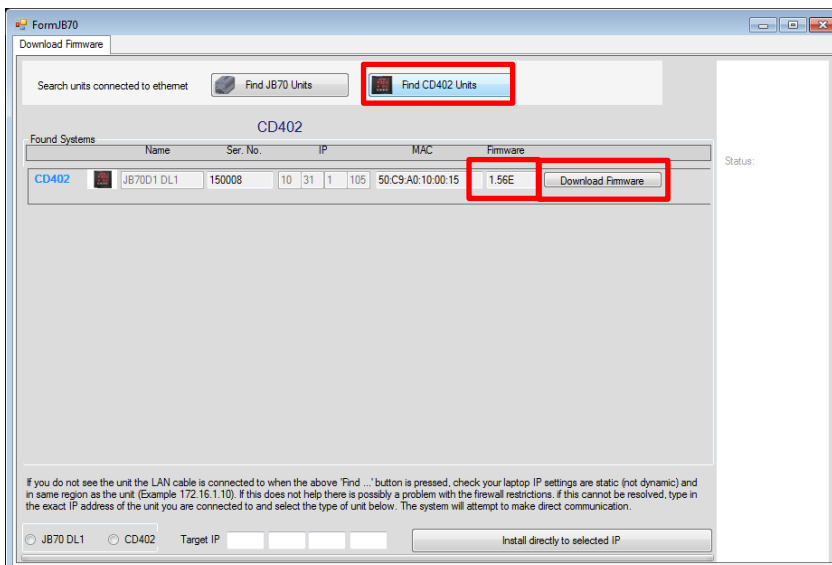 FormJB70
Download Firmware
Search units connected to ethernet
Find JB70 Units
Find CD402 Units
CD402
Found Systems
Name Ser. No. IP MAC Firmware
CD402 JB70D1 DL1 150008 10 31 1 105 50:C9:A0:10:00:15 1.56E Download Firmware
Status:
If you do not see the unit the LAN cable is connected to when the above 'Find ...' button is pressed, check your laptop IP settings are static (not dynamic) and
in same region as the unit (Example 172.16.1.10). If this does not help there is possibly a problem with the firewall restrictions. if this cannot be resolved, type in
the exact IP address of the unit you are connected to and select the type of unit below. The system will attempt to make direct communication.
JB70 DL1 CD402 Target IP Install directly to selected IP